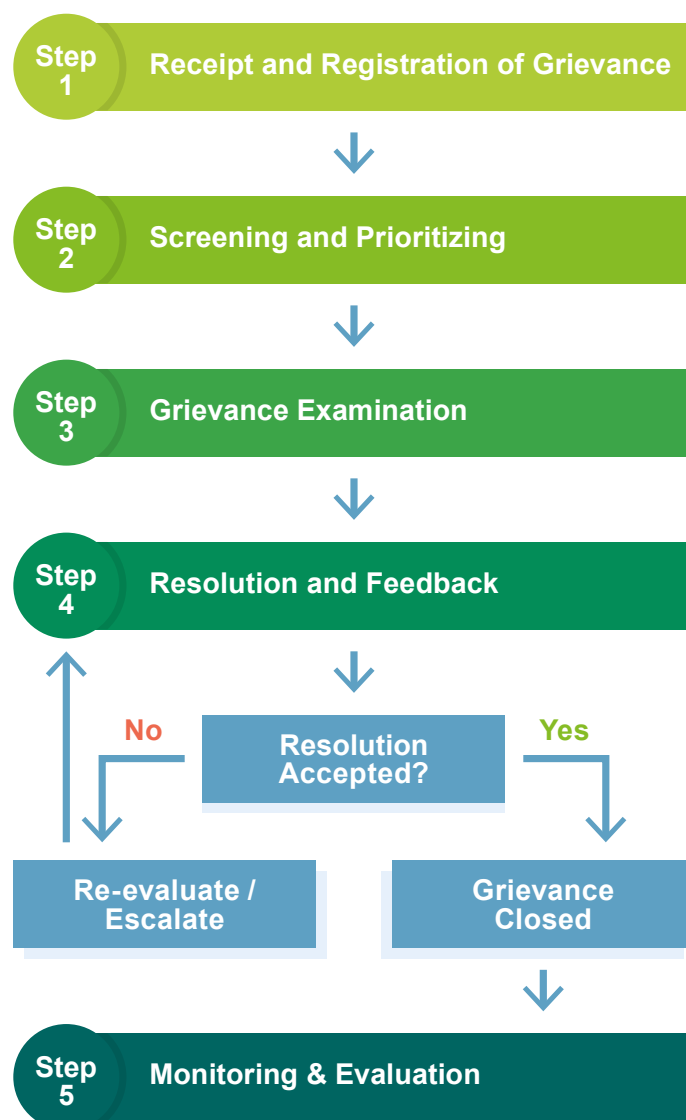 Step
1
Receipt and Registration of Grievance
Step
2
Screening and Prioritizing
Step
3
Grievance Examination
Step
4
Resolution and Feedback
No
Resolution
Accepted?
Yes
Re-evaluate /
Escalate
Grievance
Closed
Step
5
Monitoring & Evaluation